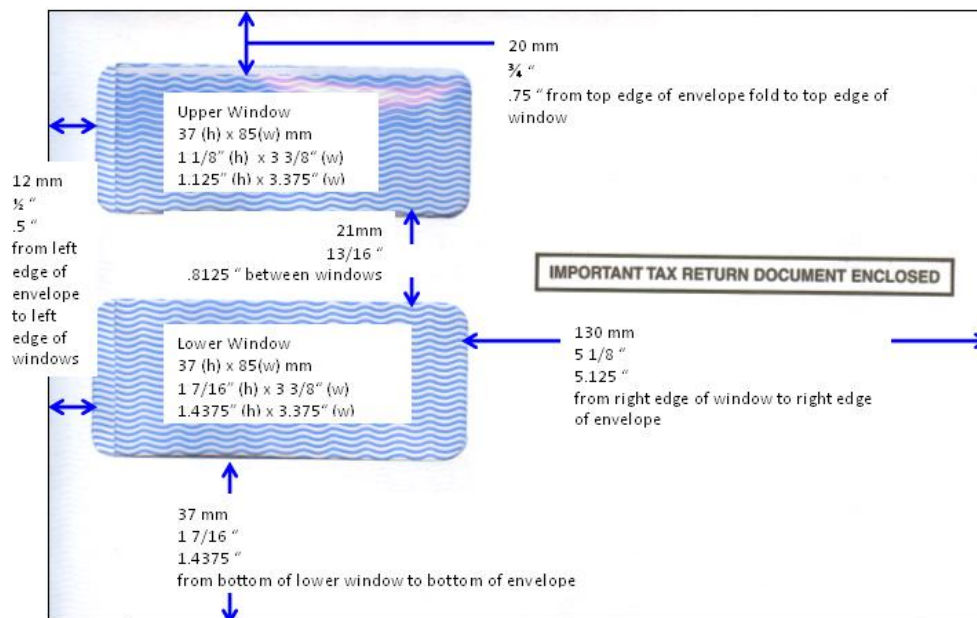 20 mm
¾ “
.75 “ from top edge of envelope fold to top edge of
window
Upper Window
37 (h) x 85(w) mm
1 1/8” (h)  x 3 3/8” (w)
1.125” (h) x 3.375” (w)
12 mm
½ “
.5 “
from left
edge of
envelope
to left
edge of
windows
21mm
13/16 “
.8125 “ between windows
IMPORTANT TAX RETURN DOCUMENT ENCLOSED
Lower Window
37 (h) x 85(w) mm
1 7/16” (h) x 3 3/8” (w)
1.4375” (h) x 3.375” (w)
130 mm
5 1/8 “
5.125 “
from right edge of window to right edge
of envelope
37 mm
1 7/16 “
1.4375 “
from bottom of lower window to bottom of envelope